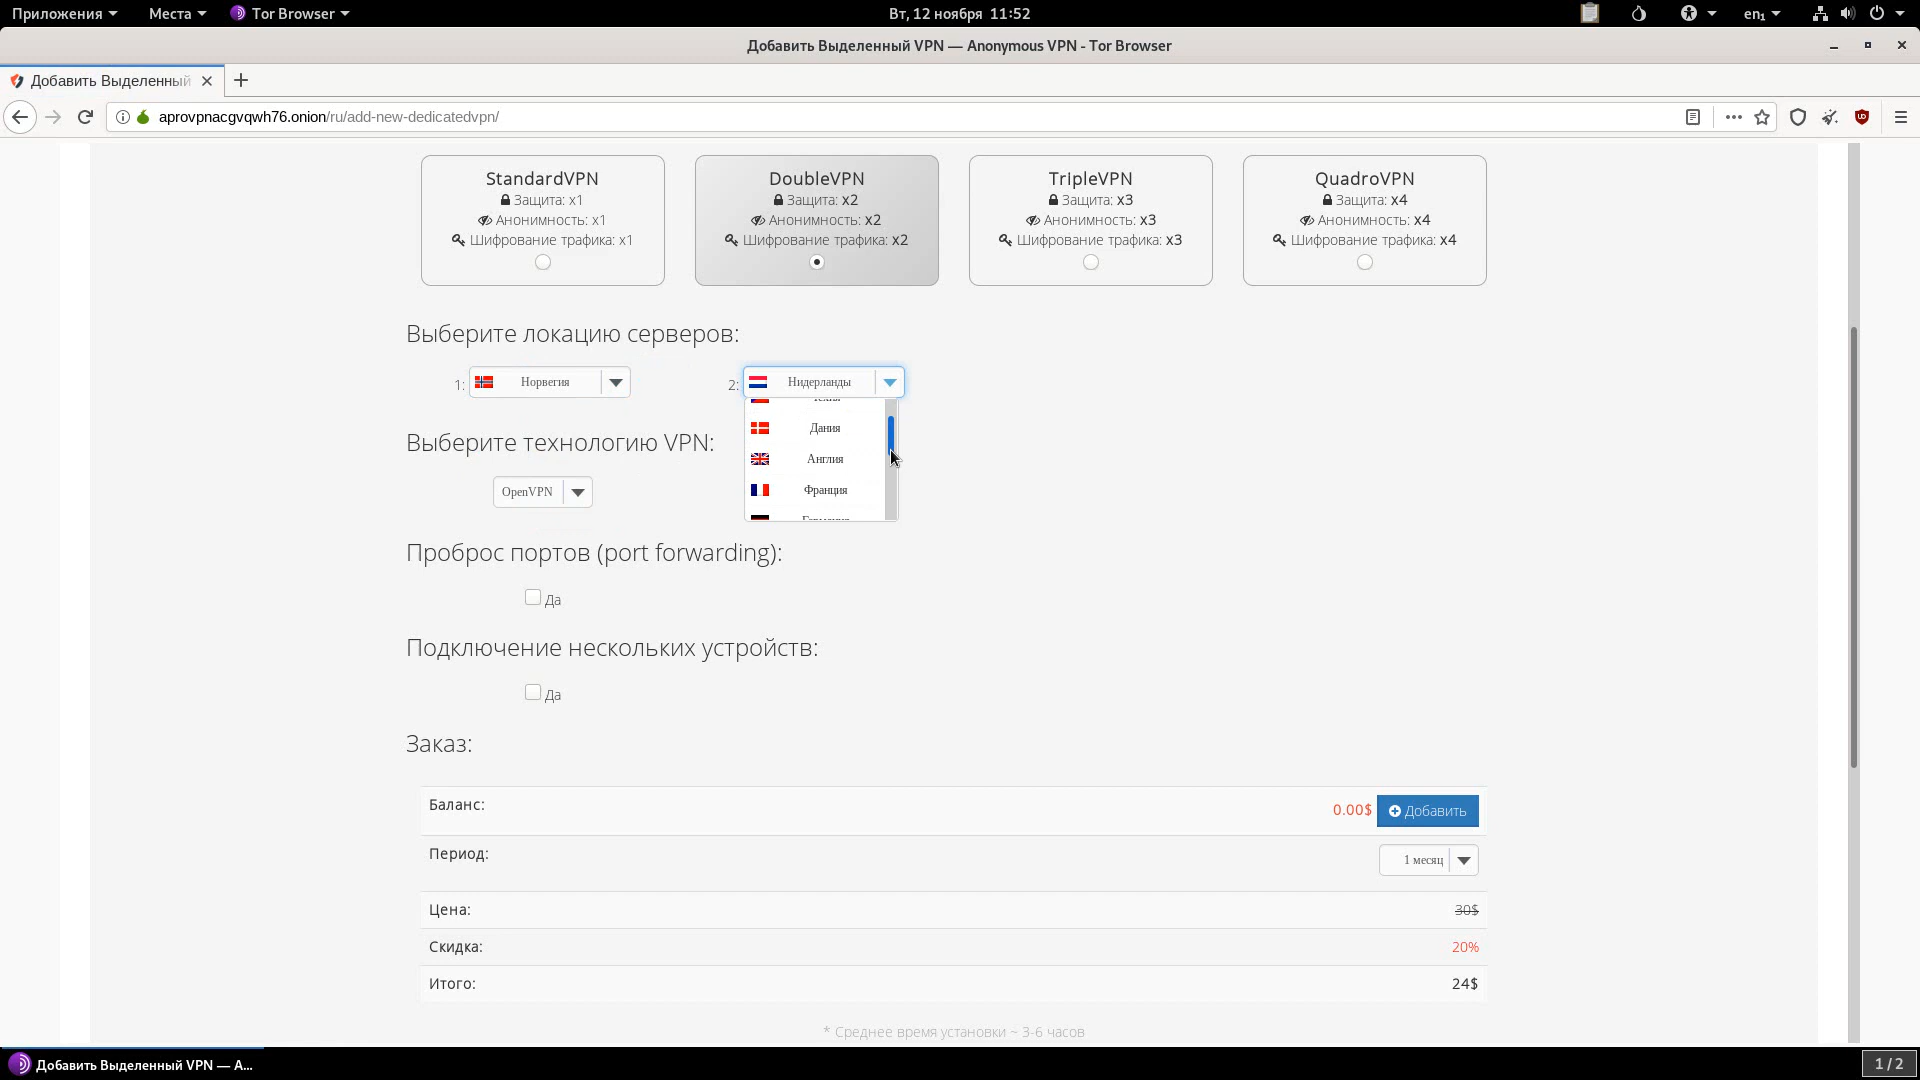 Приложения Места Tor Browser Вт, 12 ноября 11:52 en₁
Добавить Выделенный VPN — Anonymous VPN - Tor Browser
Добавить Выделенный
aprovpnacgvqwh76.onion/ru/add-new-dedicatedvpn/
StandardVPN
Защита: x1
Анонимность: x1
Шифрование трафика: x1
DoubleVPN
Защита: x2
Анонимность: x2
Шифрование трафика: x2
TripleVPN
Защита: x3
Анонимность: x3
Шифрование трафика: x3
QuadroVPN
Защита: x4
Анонимность: x4
Шифрование трафика: x4
Выберите локацию серверов:
1: Норвегия
2: Нидерланды
Дания
Англия
Франция
Выберите технологию VPN:
OpenVPN
Проброс портов (port forwarding):
Да
Подключение нескольких устройств:
Да
Заказ:
Баланс: 0.00$ Добавить
Период: 1 месяц
Цена: 30$
Скидка: 20%
Итого: 24$
* Среднее время установки ~ 3-6 часов
Добавить Выделенный VPN — A...
1 / 2